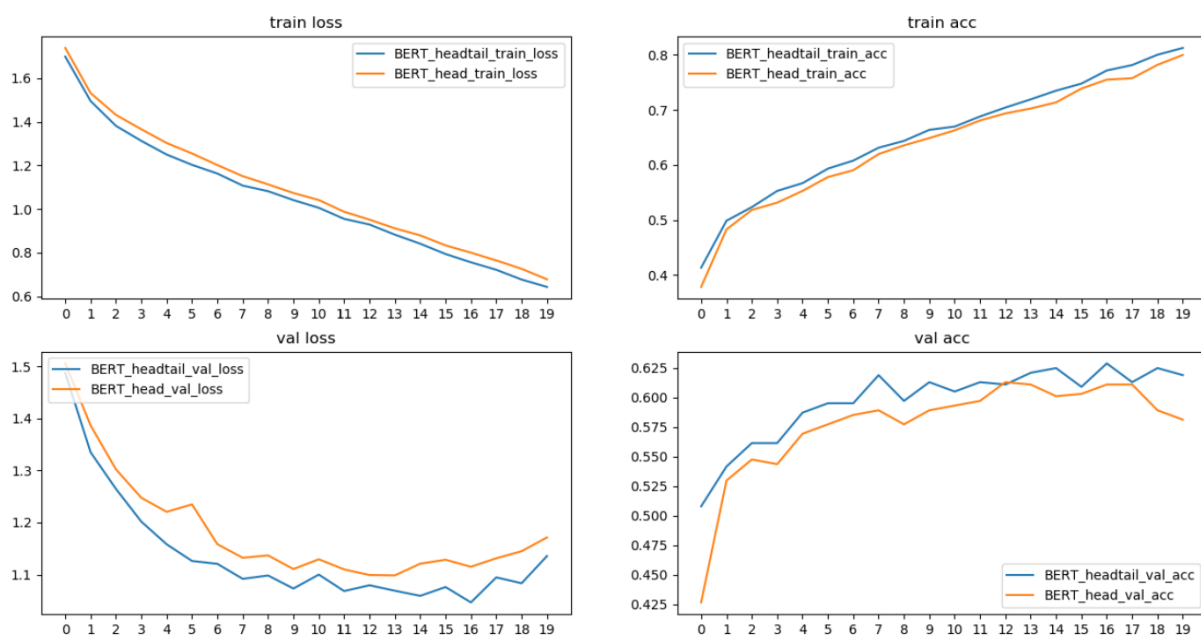 train loss
BERT_headtail_train_loss
BERT_head_train_loss
1.6
1.4
1.2
1.0
0.8
0.6
0 1 2 3 4 5 6 7 8 9 10 11 12 13 14 15 16 17 18 19
train acc
BERT_headtail_train_acc
BERT_head_train_acc
0.8
0.7
0.6
0.5
0.4
0 1 2 3 4 5 6 7 8 9 10 11 12 13 14 15 16 17 18 19
val loss
BERT_headtail_val_loss
BERT_head_val_loss
1.5
1.4
1.3
1.2
1.1
0 1 2 3 4 5 6 7 8 9 10 11 12 13 14 15 16 17 18 19
val acc
0.625
0.600
0.575
0.550
0.525
0.500
0.475
0.450
0.425
BERT_headtail_val_acc
BERT_head_val_acc
0 1 2 3 4 5 6 7 8 9 10 11 12 13 14 15 16 17 18 19